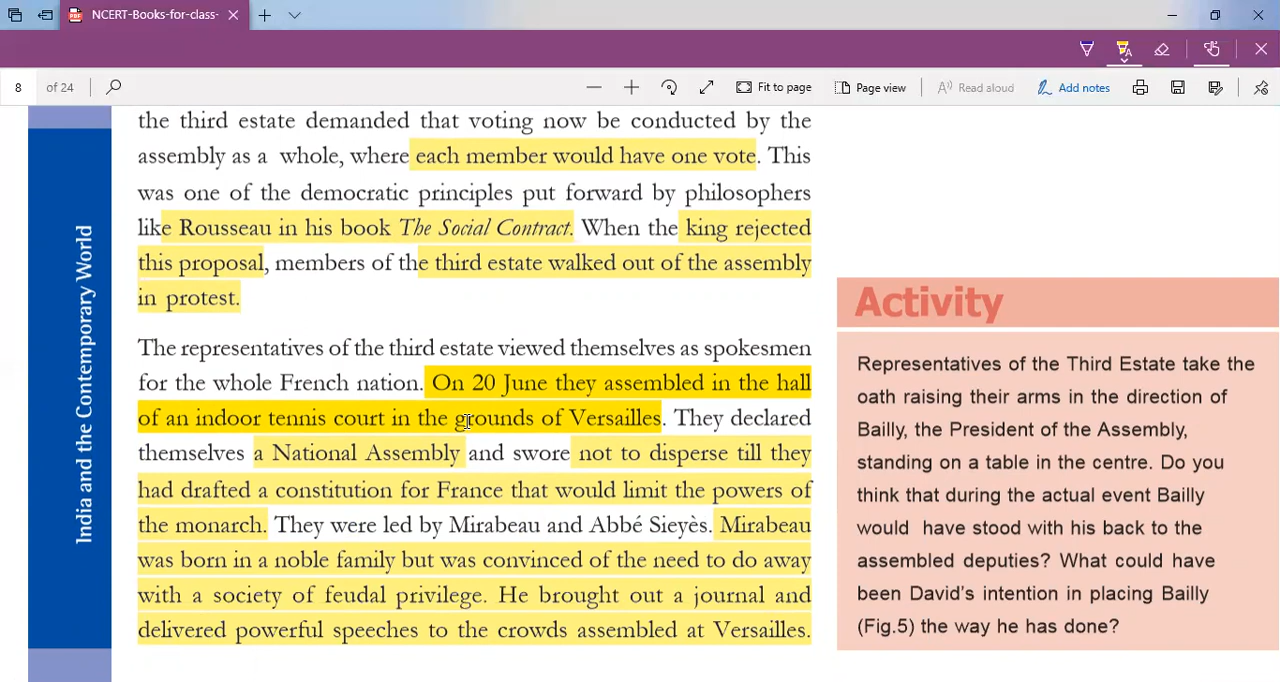 NCERT-Books-for-class-
8 of 24
Fit to page
Page view
Read aloud
Add notes
India and the Contemporary World
the third estate demanded that voting now be conducted by the
assembly as a whole, where each member would have one vote. This
was one of the democratic principles put forward by philosophers
like Rousseau in his book The Social Contract. When the king rejected
this proposal, members of the third estate walked out of the assembly
in protest.
The representatives of the third estate viewed themselves as spokesmen
for the whole French nation. On 20 June they assembled in the hall
of an indoor tennis court in the grounds of Versailles. They declared
themselves a National Assembly and swore not to disperse till they
had drafted a constitution for France that would limit the powers of
the monarch. They were led by Mirabeau and Abbé Sieyès. Mirabeau
was born in a noble family but was convinced of the need to do away
with a society of feudal privilege. He brought out a journal and
delivered powerful speeches to the crowds assembled at Versailles.
Activity
Representatives of the Third Estate take the
oath raising their arms in the direction of
Bailly, the President of the Assembly,
standing on a table in the centre. Do you
think that during the actual event Bailly
would have stood with his back to the
assembled deputies? What could have
been David's intention in placing Bailly
(Fig.5) the way he has done?